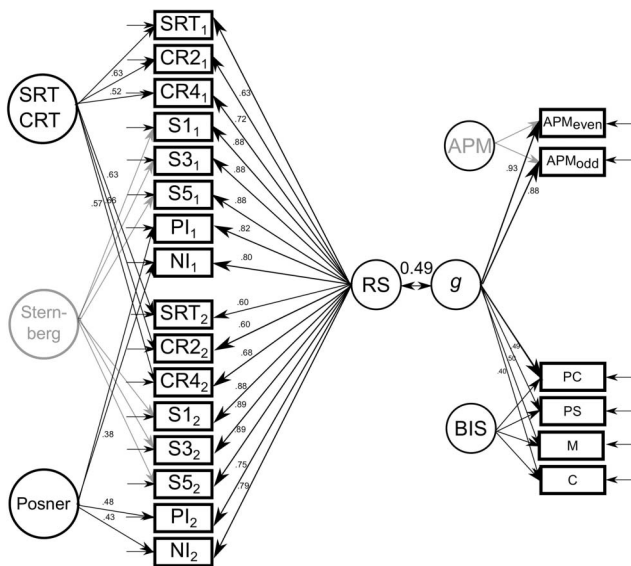 SRT₁
CR2₁
CR4₁
S1₁
S3₁
S5₁
PI₁
NI₁
SRT₂
CR2₂
CR4₂
S1₂
S3₂
S5₂
PI₂
NI₂
SRT
CRT
Stern-
berg
Posner
.63
.52
.63
.57
.38
.48
.43
.63
.72
.88
.88
.88
.82
.80
.60
.60
.68
.88
.89
.89
.75
.79
RS
0.49
g
APM
APMeven
APModd
.93
.88
BIS
.49
.50
.40
PC
PS
M
C